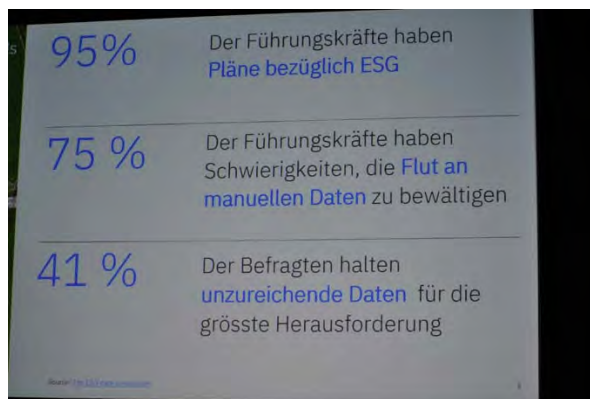 s
95%
Der Führungskräfte haben
Pläne bezüglich ESG
75 %
Der Führungskräfte haben
Schwierigkeiten, die Flut an
manuellen Daten zu bewältigen
41 %
Der Befragten halten
unzureichende Daten für die
grösste Herausforderung